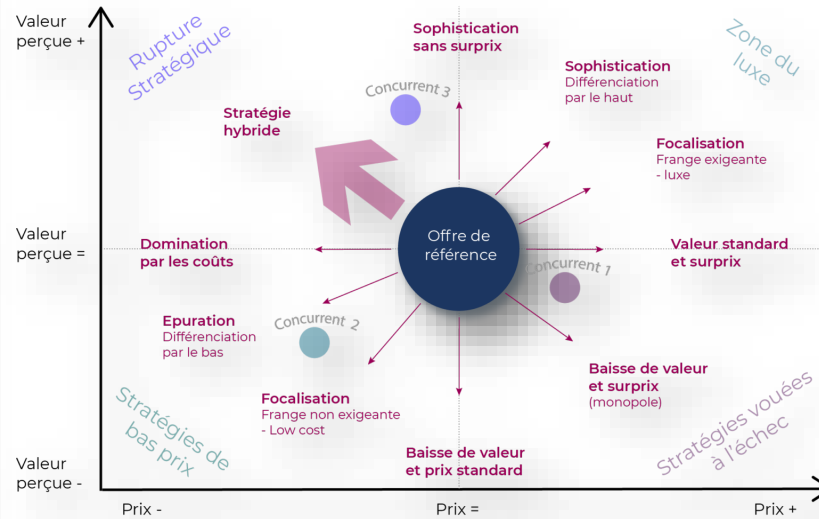 Valeur
perçue +
Rupture
Stratégique
Sophistication
sans surprix
Zone du
luxe
Concurrent 3
Sophistication
Différenciation
par le haut
Stratégie
hybride
Focalisation
Frange exigeante
- luxe
Valeur
perçue =
Domination
par les coûts
Offre de
référence
Valeur standard
et surprix
Concurrent 1
Epuration
Différenciation
par le bas
Concurrent 2
Baisse de valeur
et surprix
(monopole)
Focalisation
Frange non exigeante
- Low cost
Stratégies de
bas prix
Baisse de valeur
et prix standard
Stratégies vouées
à l'échec
Valeur
perçue -
Prix -
Prix =
Prix +